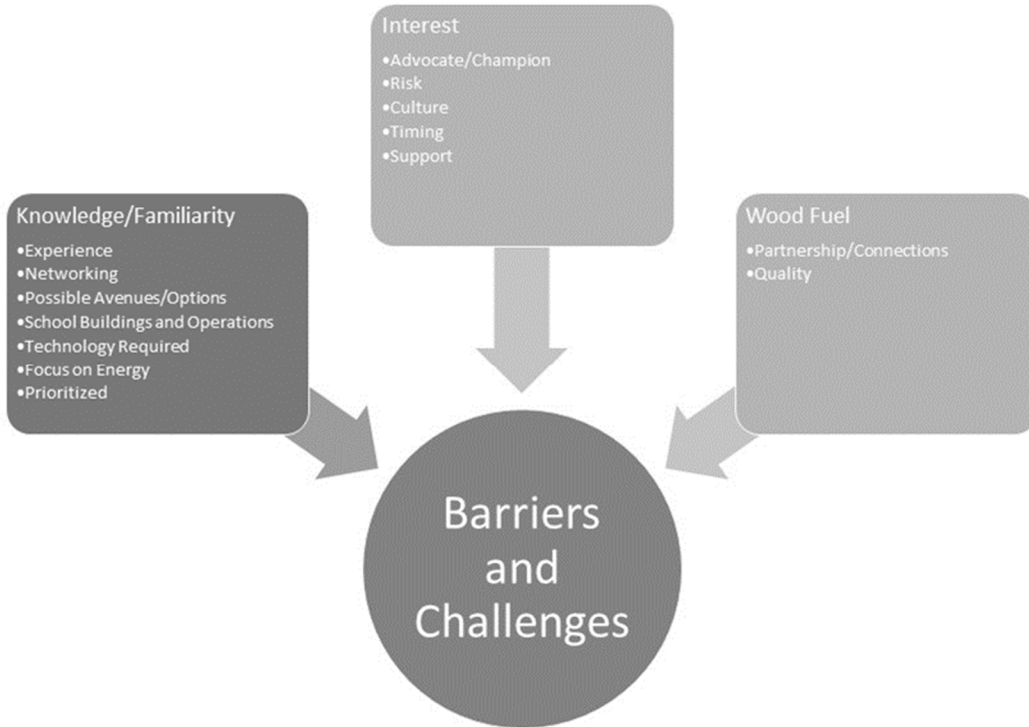 Interest
•Advocate/Champion
•Risk
•Culture
•Timing
•Support
Knowledge/Familiarity
•Experience
•Networking
•Possible Avenues/Options
•School Buildings and Operations
•Technology Required
•Focus on Energy
•Prioritized
Wood Fuel
•Partnership/Connections
•Quality
Barriers
and
Challenges